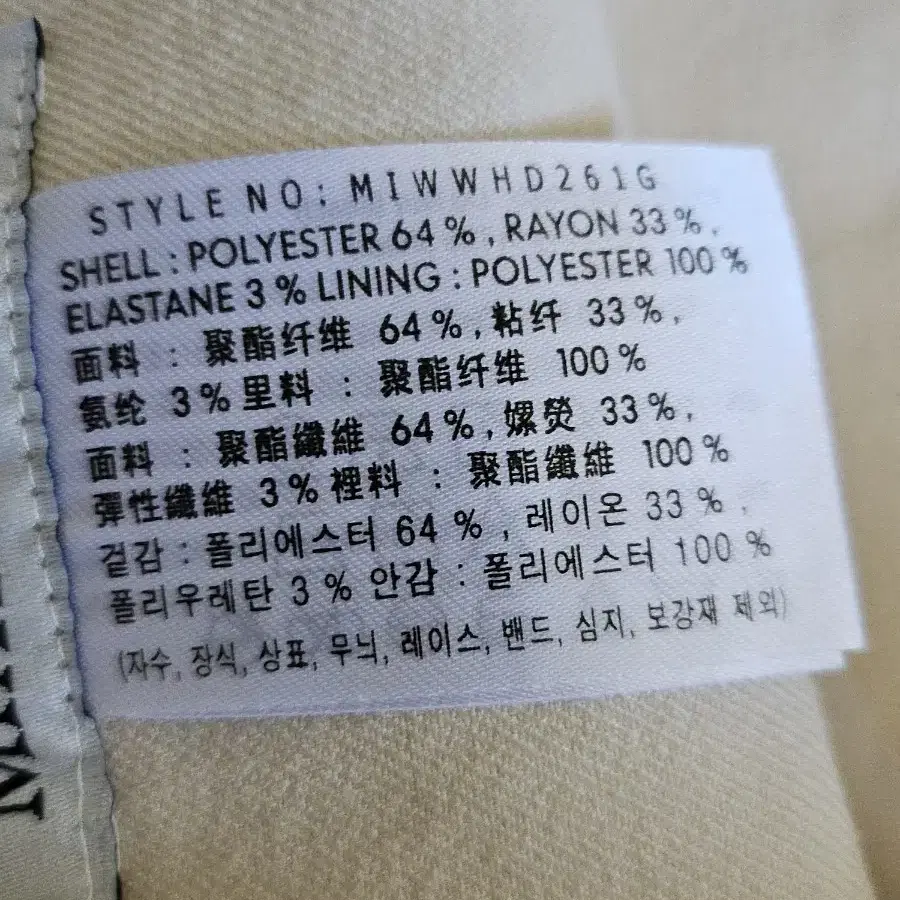 STYLE NO: MIWWHD261G
SHELL : POLYESTER 64 % , RAYON 33 % ,
ELASTANE 3 % LINING : POLYESTER 100 %
面料 : 聚酯纤维 64 % , 粘纤 33 % ,
氨纶 3 % 里料 : 聚酯纤维 100 %
面料 : 聚酯纖維 64 % , 嫘熒 33 % ,
彈性纖維 3 % 裡料 : 聚酯纖維 100 %
겉감 : 폴리에스터 64 % , 레이온 33 % ,
폴리우레탄 3 % 안감 : 폴리에스터 100 %
(자수, 장식, 상표, 무늬, 레이스, 밴드, 심지, 보강재 제외)